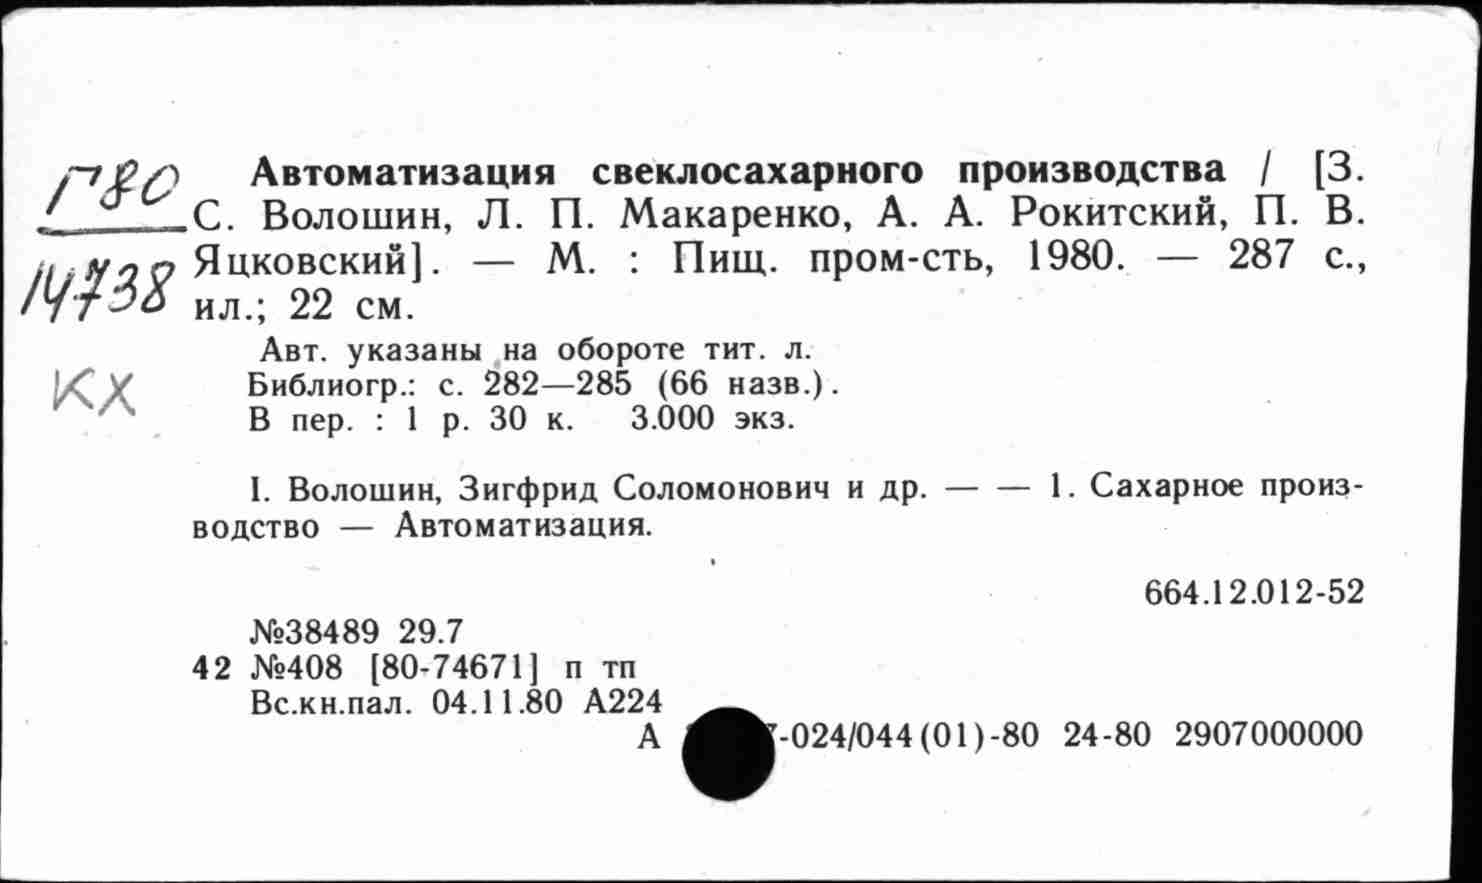 Г80
14738
КХ
Автоматизация свеклосахарного производства / [З.
С. Волошин, Л. П. Макаренко, А. А. Рокитский, П. В.
Яцковский]. — М. : Пищ. пром-сть, 1980. — 287 с.,
ил.; 22 см.
Авт. указаны на обороте тит. л.
Библиогр.: с. 282—285 (66 назв.).
В пер. : 1 р. 30 к. 3.000 экз.
I. Волошин, Зигфрид Соломонович и др. — — 1. Сахарное произ-
водство — Автоматизация.
664.12.012-52
№38489 29.7
42 №408 [80-74671] п тп
Вс.кн.пал. 04.11.80 А224
А -024/044(01)-80 24-80 2907000000